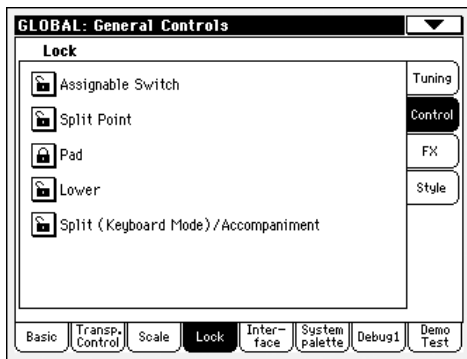 GLOBAL: General Controls
Lock
Assignable Switch
Split Point
Pad
Lower
Split (Keyboard Mode)/Accompaniment
Tuning
Control
FX
Style
Basic
Transp.
Control
Scale
Lock
Inter-
face
System
palette
Debug1
Demo
Test